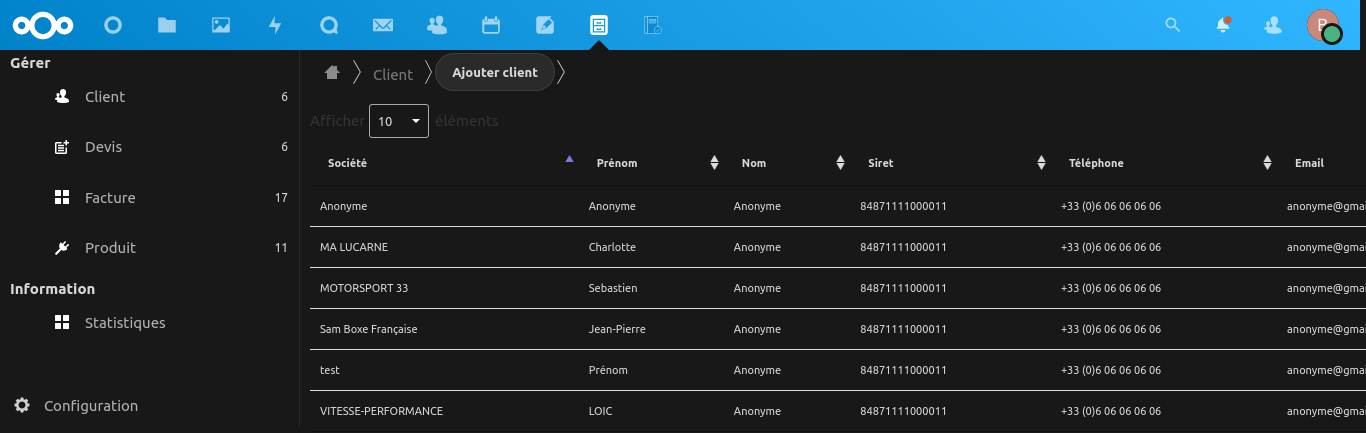 B
Gérer
Client 6
Devis 6
Facture 17
Produit 11
Information
Statistiques
Configuration
Client Ajouter client
Afficher 10 éléments
Société Prénom Nom Siret Téléphone Email
Anonyme Anonyme Anonyme 84871111000011 +33 (0)6 06 06 06 06 anonyme@gmai
MA LUCARNE Charlotte Anonyme 84871111000011 +33 (0)6 06 06 06 06 anonyme@gmai
MOTORSPORT 33 Sebastien Anonyme 84871111000011 +33 (0)6 06 06 06 06 anonyme@gmai
Sam Boxe Française Jean-Pierre Anonyme 84871111000011 +33 (0)6 06 06 06 06 anonyme@gmai
test Prénom Anonyme 84871111000011 +33 (0)6 06 06 06 06 anonyme@gmai
VITESSE-PERFORMANCE LOIC Anonyme 84871111000011 +33 (0)6 06 06 06 06 anonyme@gmai